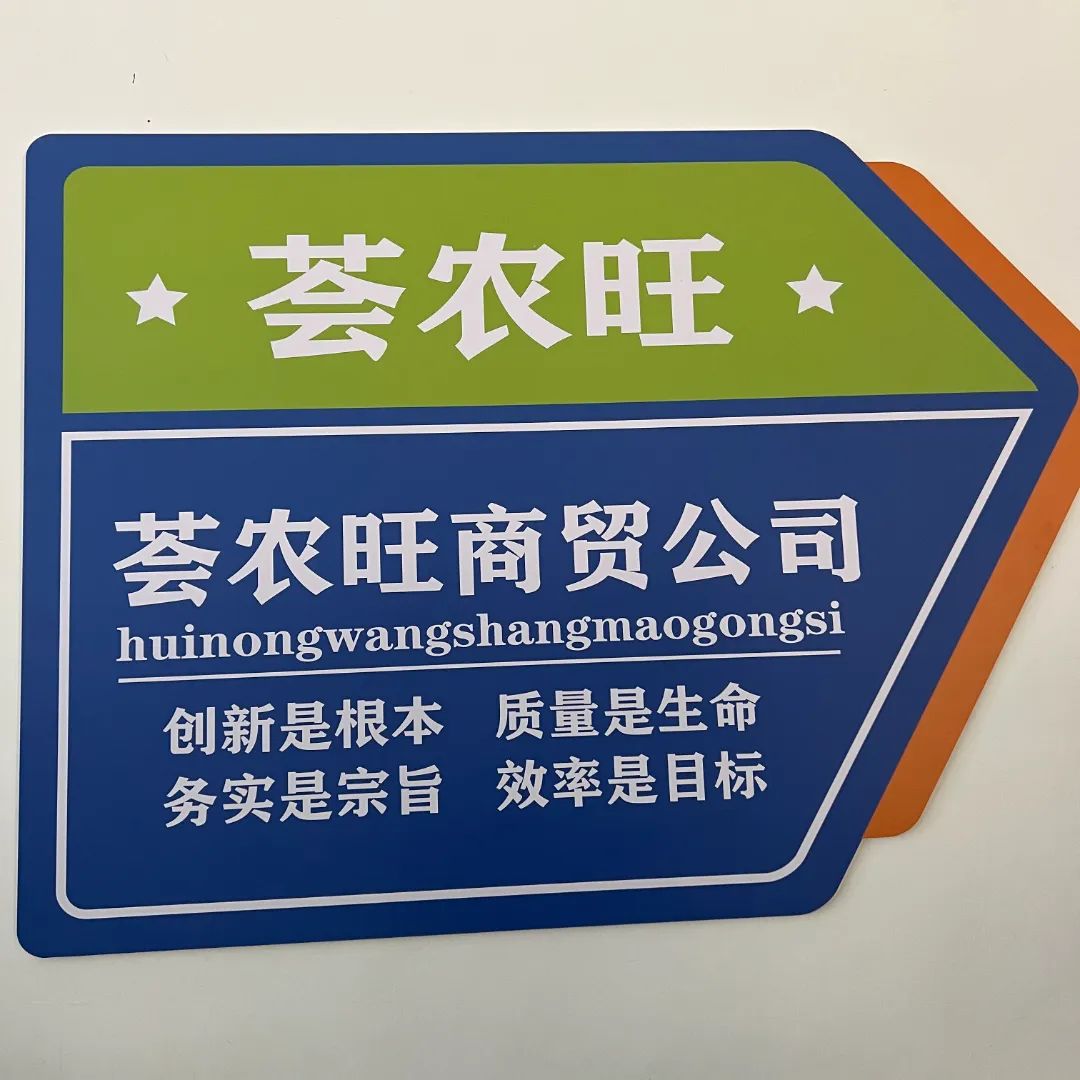 荟农旺
荟农旺商贸公司
huinongwangshangmaogongsi
创新是根本 质量是生命
务实是宗旨 效率是目标